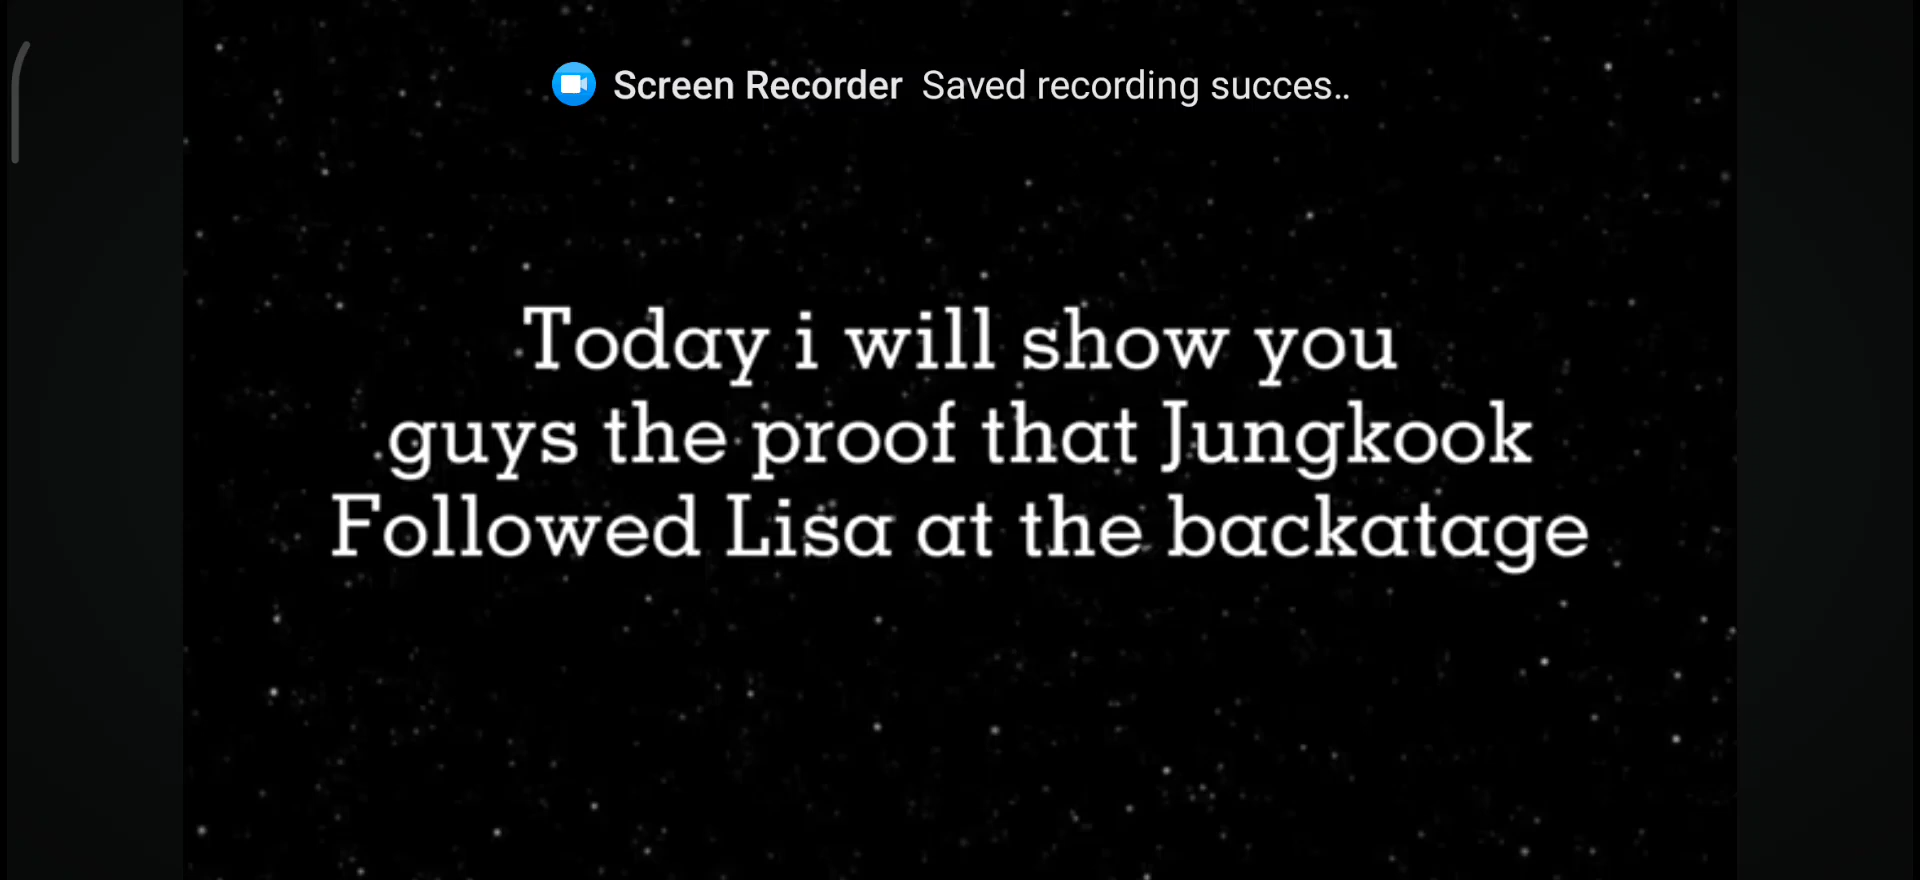 Screen Recorder Saved recording succes..
Today i will show you
guys the proof that Jungkook
Followed Lisa at the backatage